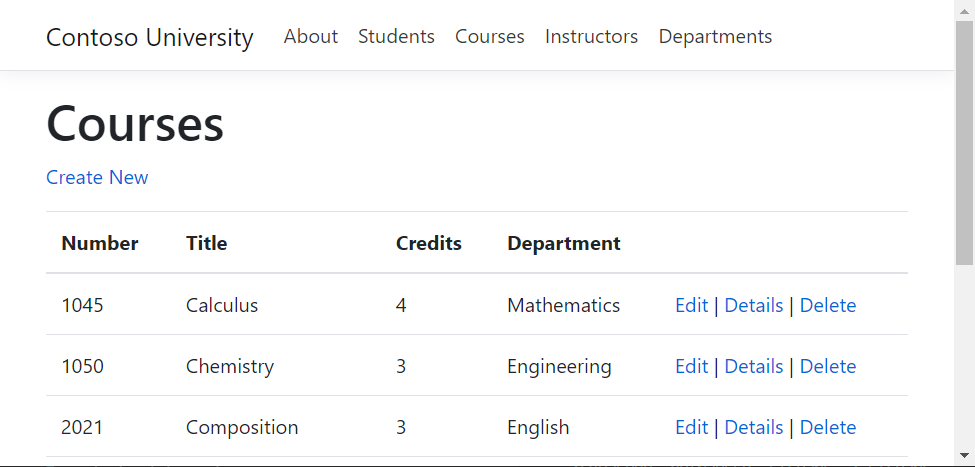 Contoso University About Students Courses Instructors Departments
Courses
Create New
Number Title Credits Department
1045 Calculus 4 Mathematics Edit | Details | Delete
1050 Chemistry 3 Engineering Edit | Details | Delete
2021 Composition 3 English Edit | Details | Delete